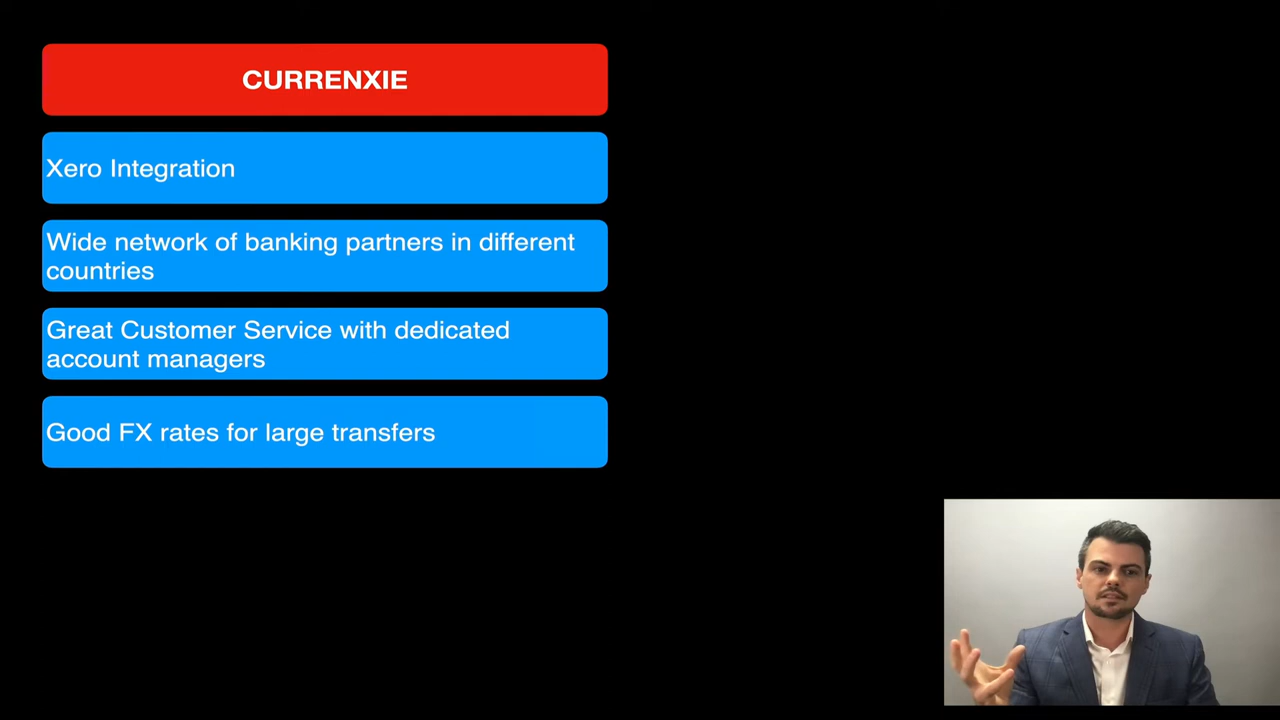 CURRENXIE
Xero Integration
Wide network of banking partners in different
countries
Great Customer Service with dedicated
account managers
Good FX rates for large transfers